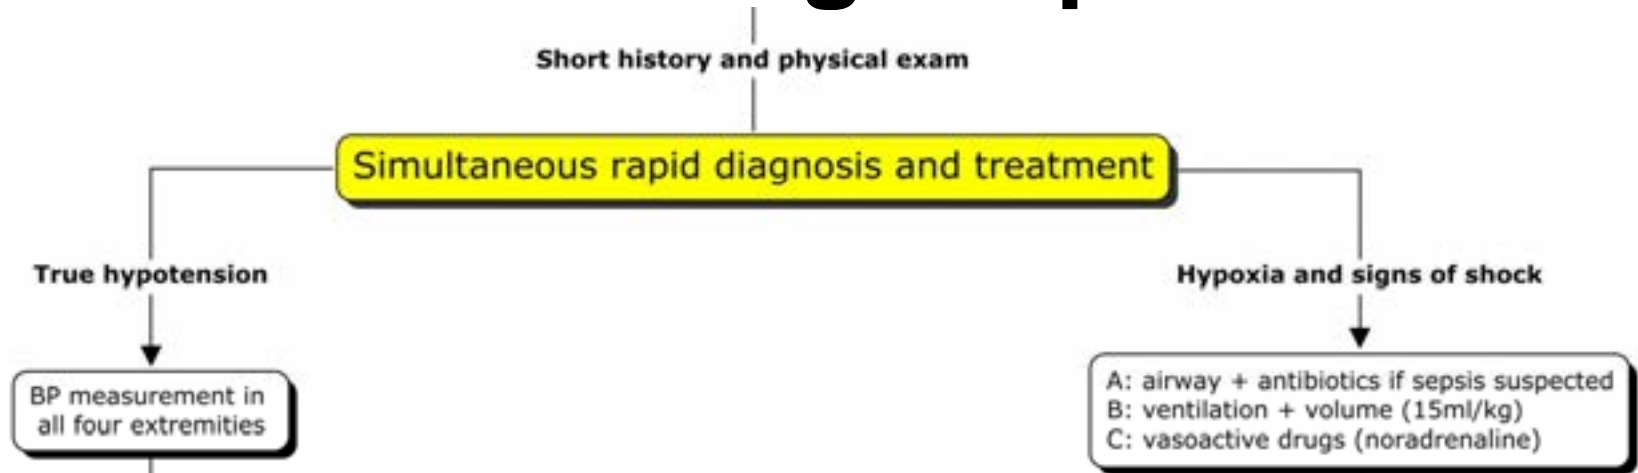 Short history and physical exam
Simultaneous rapid diagnosis and treatment
True hypotension
Hypoxia and signs of shock
BP measurement in
all four extremities
A: airway + antibiotics if sepsis suspected
B: ventilation + volume (15ml/kg)
C: vasoactive drugs (noradrenaline)